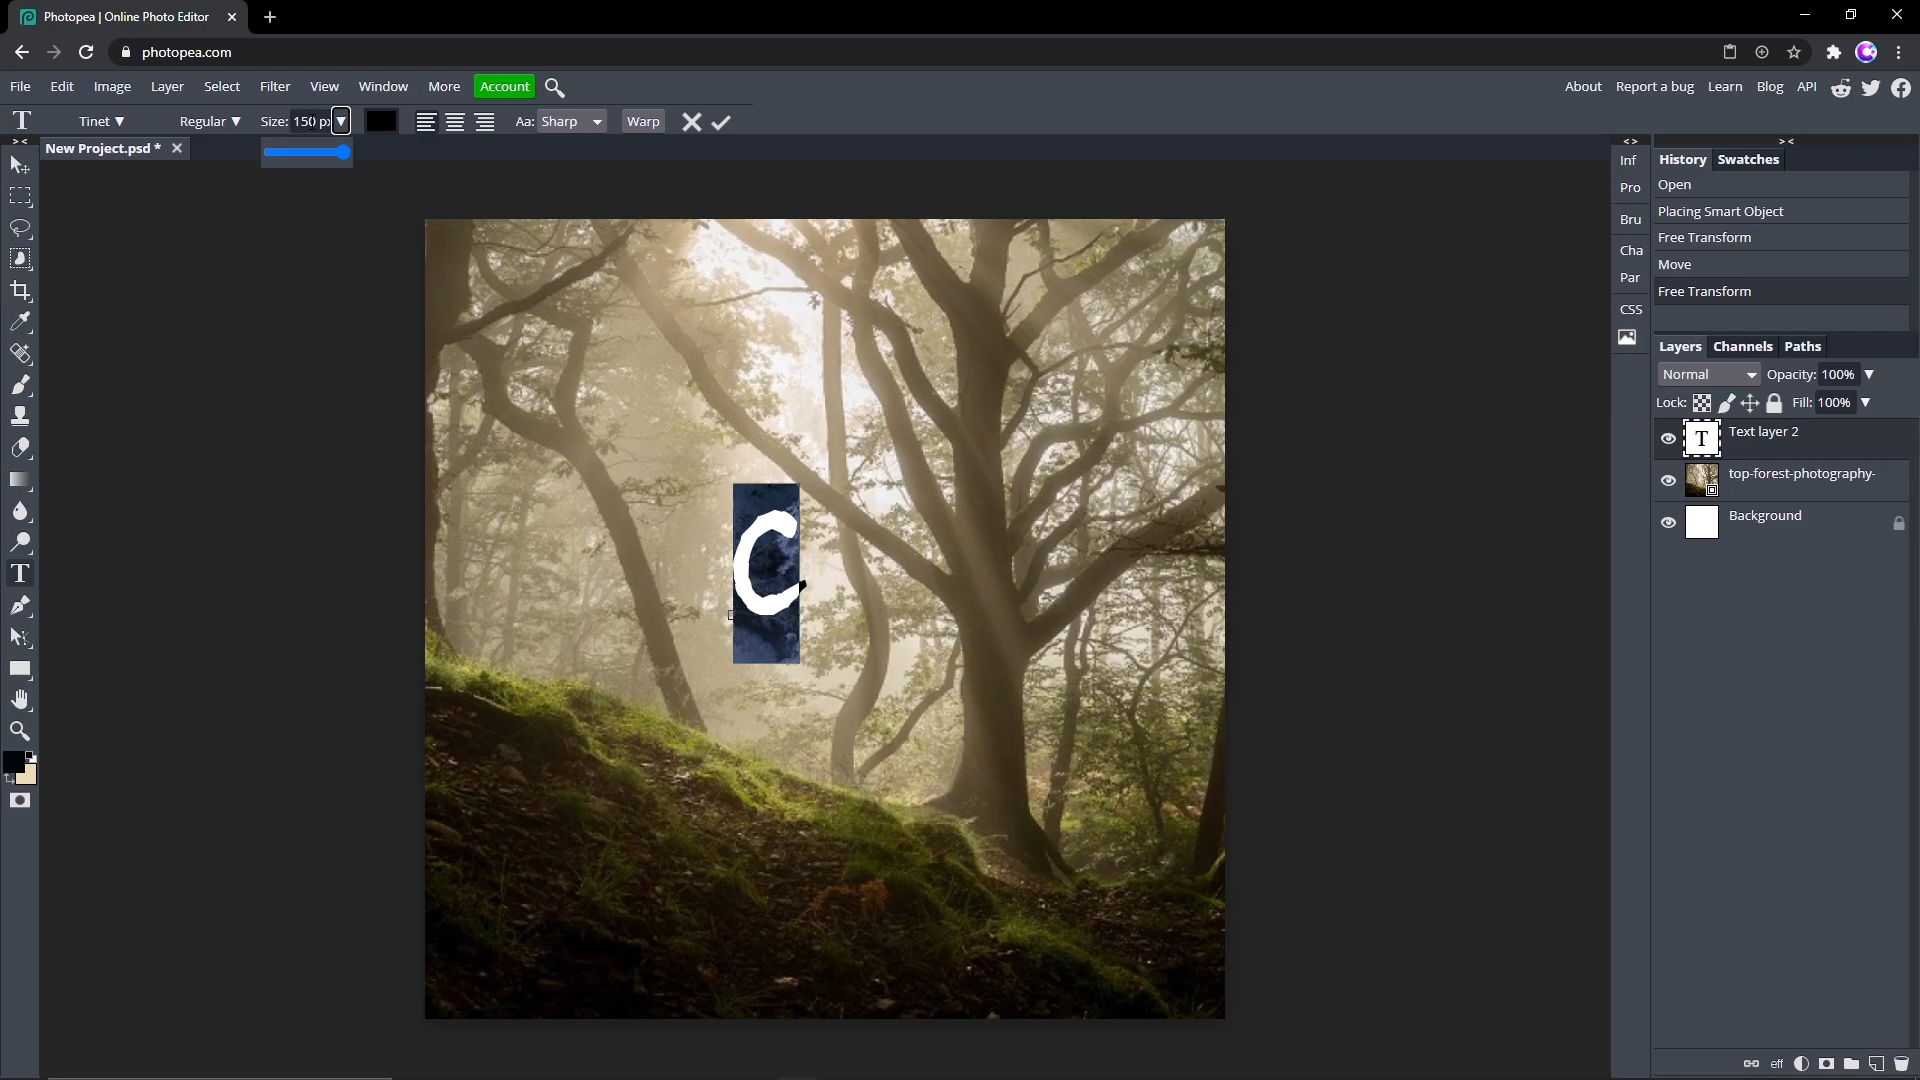 Photopea | Online Photo Editor
photopea.com
File Edit Image Layer Select Filter View Window More Account About Report a bug Learn Blog API
T Tinet Regular Size: 150 px Aa: Sharp Warp
New Project.psd *
C
Inf
Pro
Bru
Cha
Par
CSS
History Swatches
Open
Placing Smart Object
Free Transform
Move
Free Transform
Layers Channels Paths
Normal Opacity: 100%
Lock: Fill: 100%
T Text layer 2
top-forest-photography-
Background
T
eff